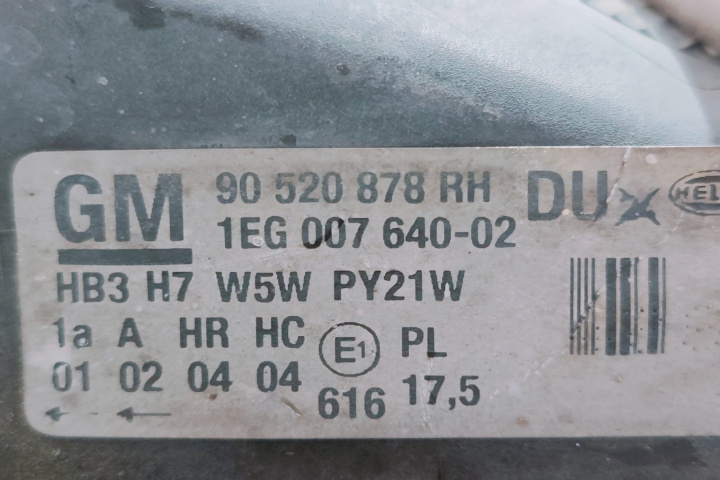 GM 90 520 878 RH DUX
1EG 007 640-02
HB3 H7 W5W PY21W
1a A HR HC E1 PL
01 02 04 04 616 17,5